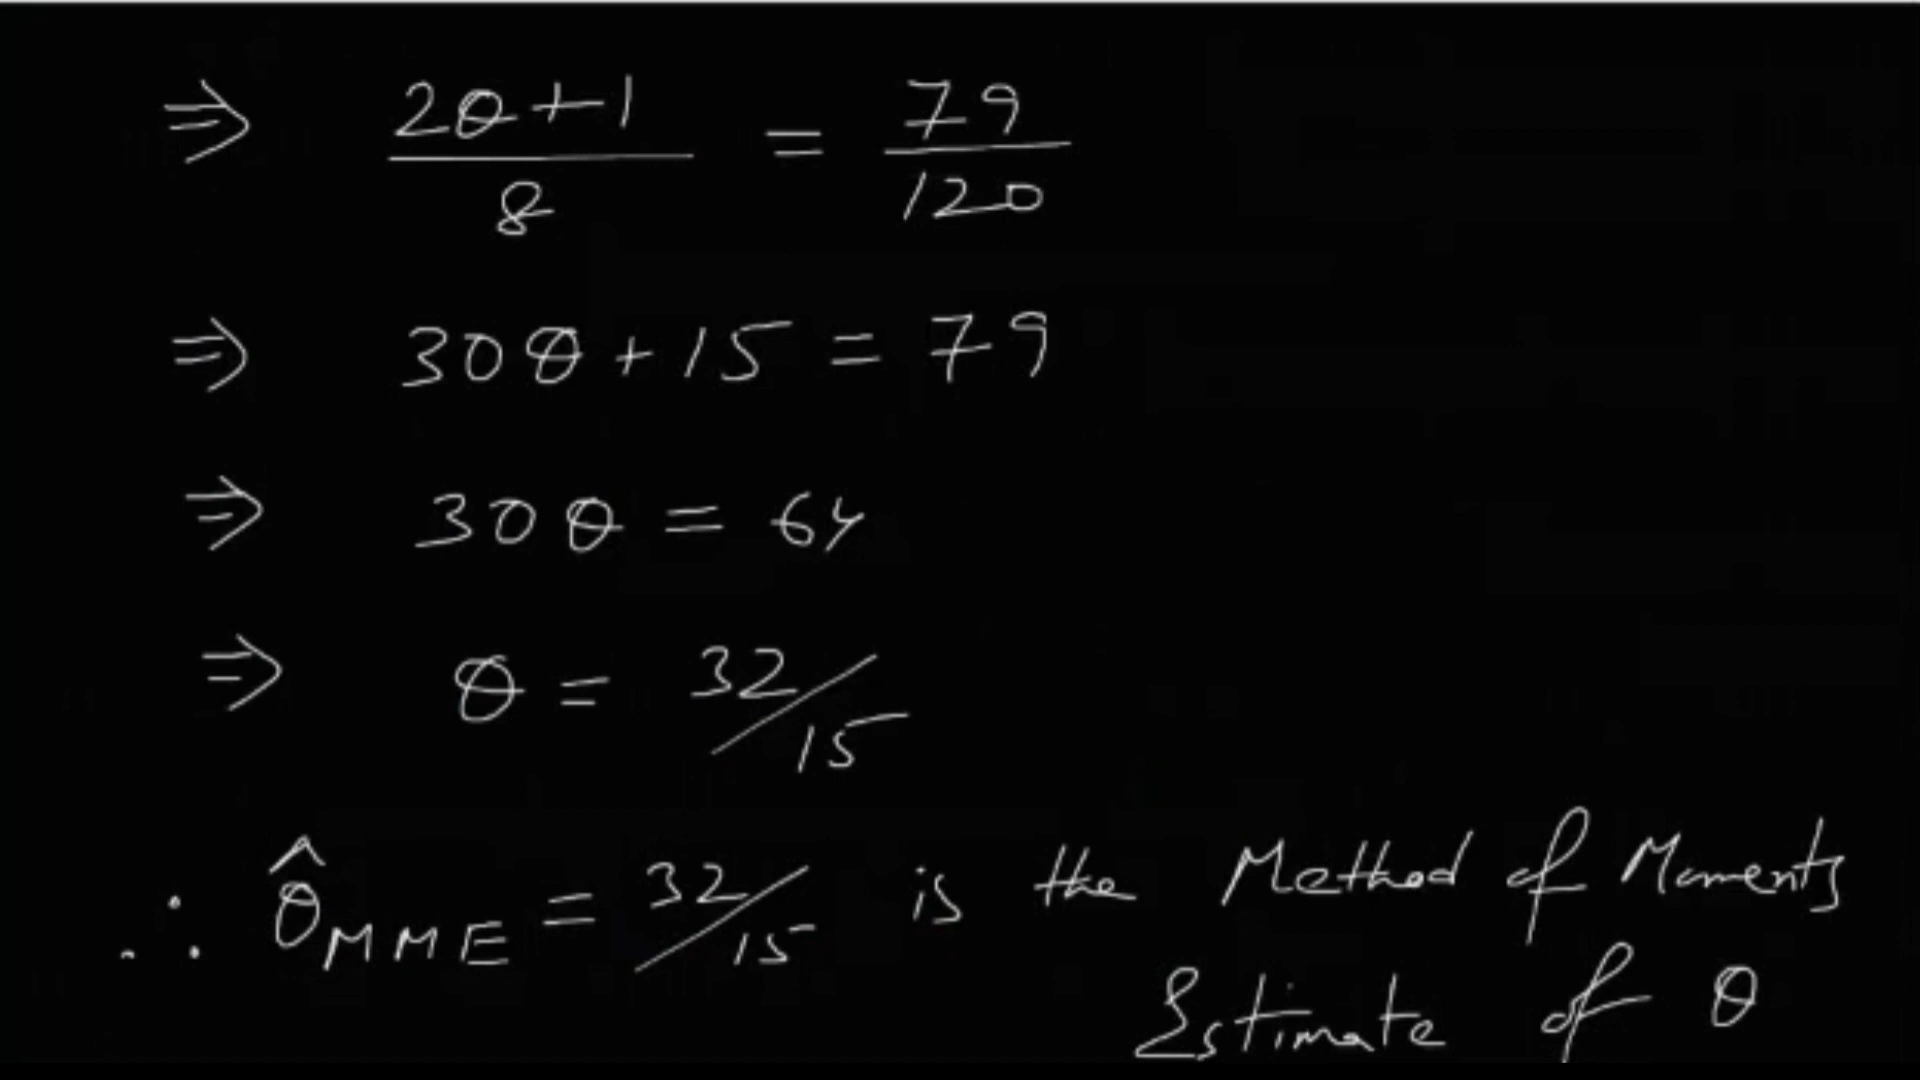 ⇒ (2θ+1)/8 = 79/120
⇒ 30θ + 15 = 79
⇒ 30θ = 64
⇒ θ = 32/15
∴ θ̂MME = 32/15 is the Method of Moments
Estimate of θ